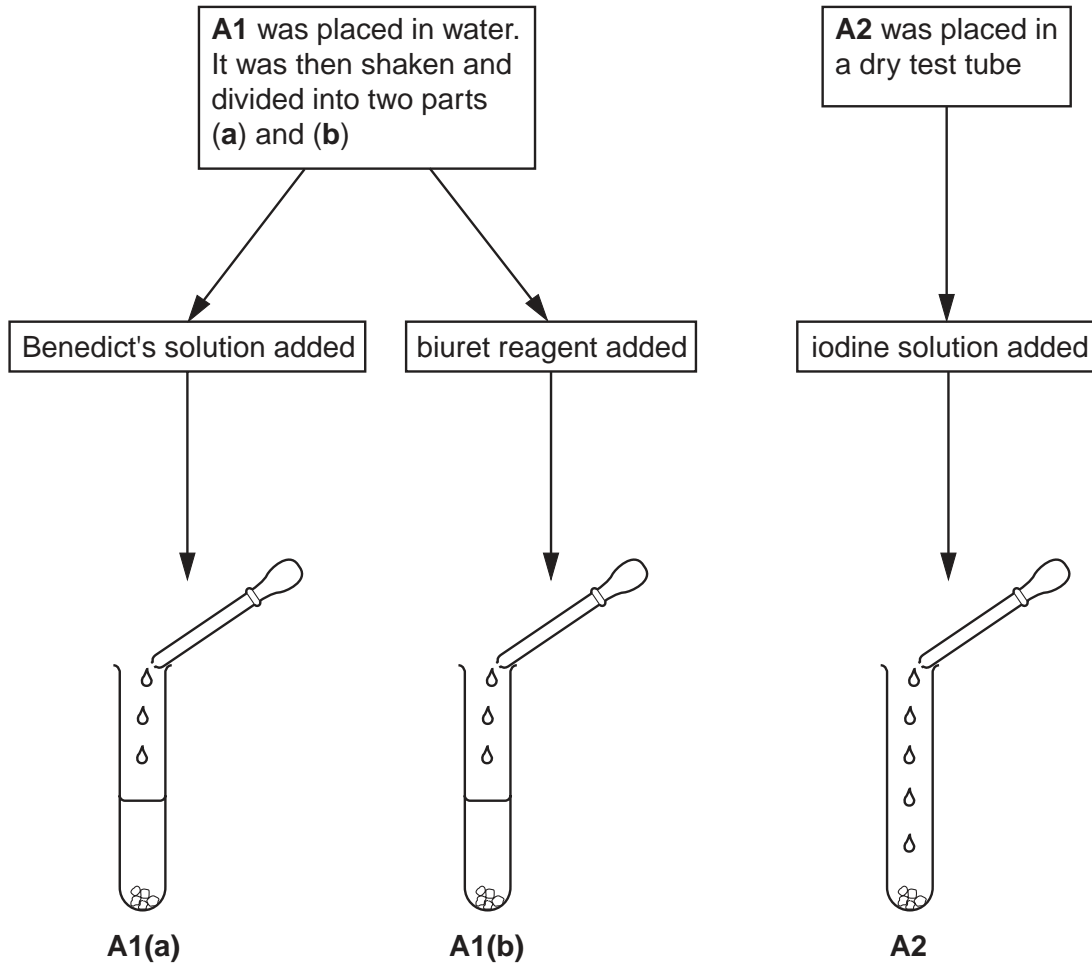 A1 was placed in water.
It was then shaken and
divided into two parts
(a) and (b)
A2 was placed in
a dry test tube
Benedict's solution added
biuret reagent added
iodine solution added
A1(a)
A1(b)
A2